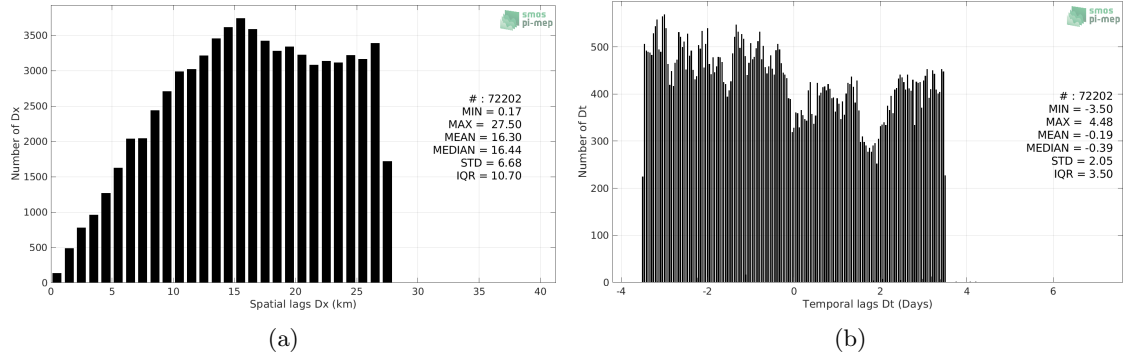 3500
3000
2500
2000
1500
1000
500
0
Number of Dx
0 5 10 15 20 25 30 35 40
Spatial lags Dx (km)
smos
pi-mep
# : 72202
MIN = 0.17
MAX = 27.50
MEAN = 16.30
MEDIAN = 16.44
STD = 6.68
IQR = 10.70
(a)
500
400
300
200
100
0
Number of Dt
-4 -2 0 2 4 6
Temporal lags Dt (Days)
smos
pi-mep
# : 72202
MIN = -3.50
MAX = 4.48
MEAN = -0.19
MEDIAN = -0.39
STD = 2.05
IQR = 3.50
(b)